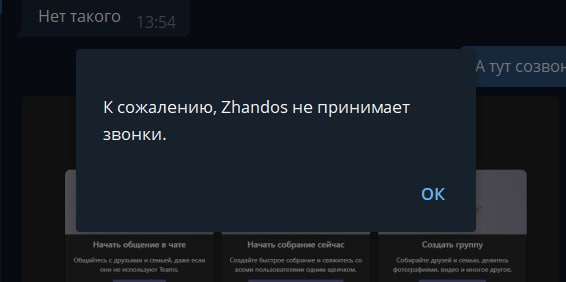 Нет такого
13:54
А тут созвон
К сожалению, Zhandos не принимает
звонки.
ОК
Начать общение в чате
Начать собрание сейчас
Создать группу
Общайтесь с друзьями и семьей, даже если
они не используют Teams.
Создайте быстрое собрание и свяжитесь со
всеми пользователями одним щелчком.
Собирайте друзей и семью, делитесь
фотографиями, видео и многое другое.